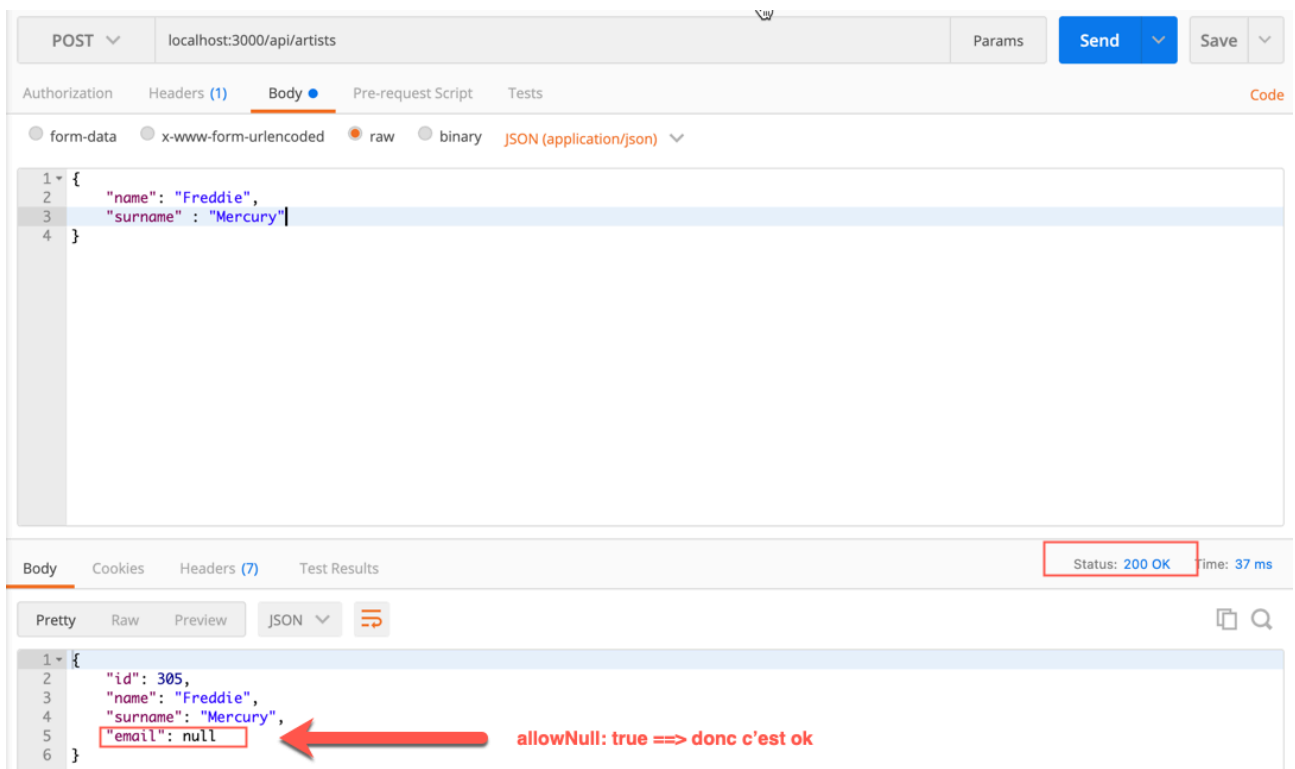 POST localhost:3000/api/artists Params Send Save
Authorization Headers (1) Body Pre-request Script Tests Code
form-data x-www-form-urlencoded raw binary JSON (application/json)
1 {
2 "name": "Freddie",
3 "surname" : "Mercury"
4 }
Body Cookies Headers (7) Test Results Status: 200 OK Time: 37 ms
Pretty Raw Preview JSON
1 {
2 "id": 305,
3 "name": "Freddie",
4 "surname": "Mercury",
5 "email": null allowNull: true ==> donc c'est ok
6 }